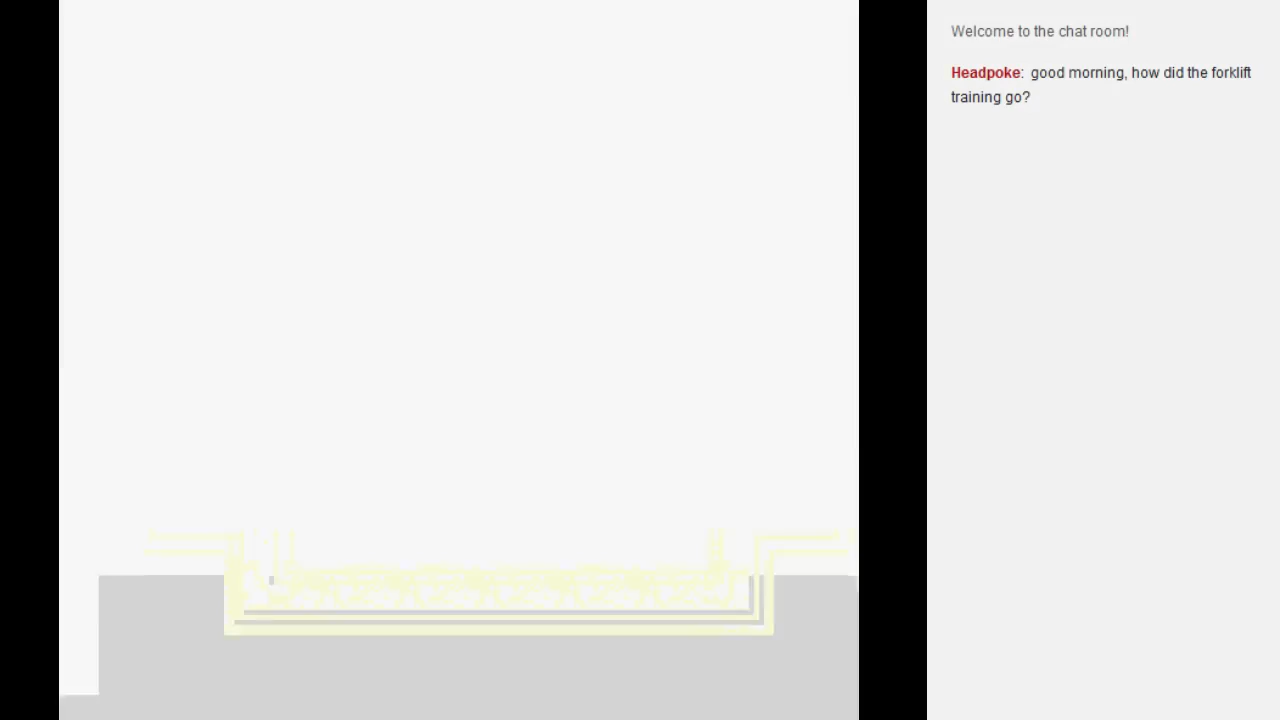 Welcome to the chat room!
Headpoke: good morning, how did the forklift
training go?